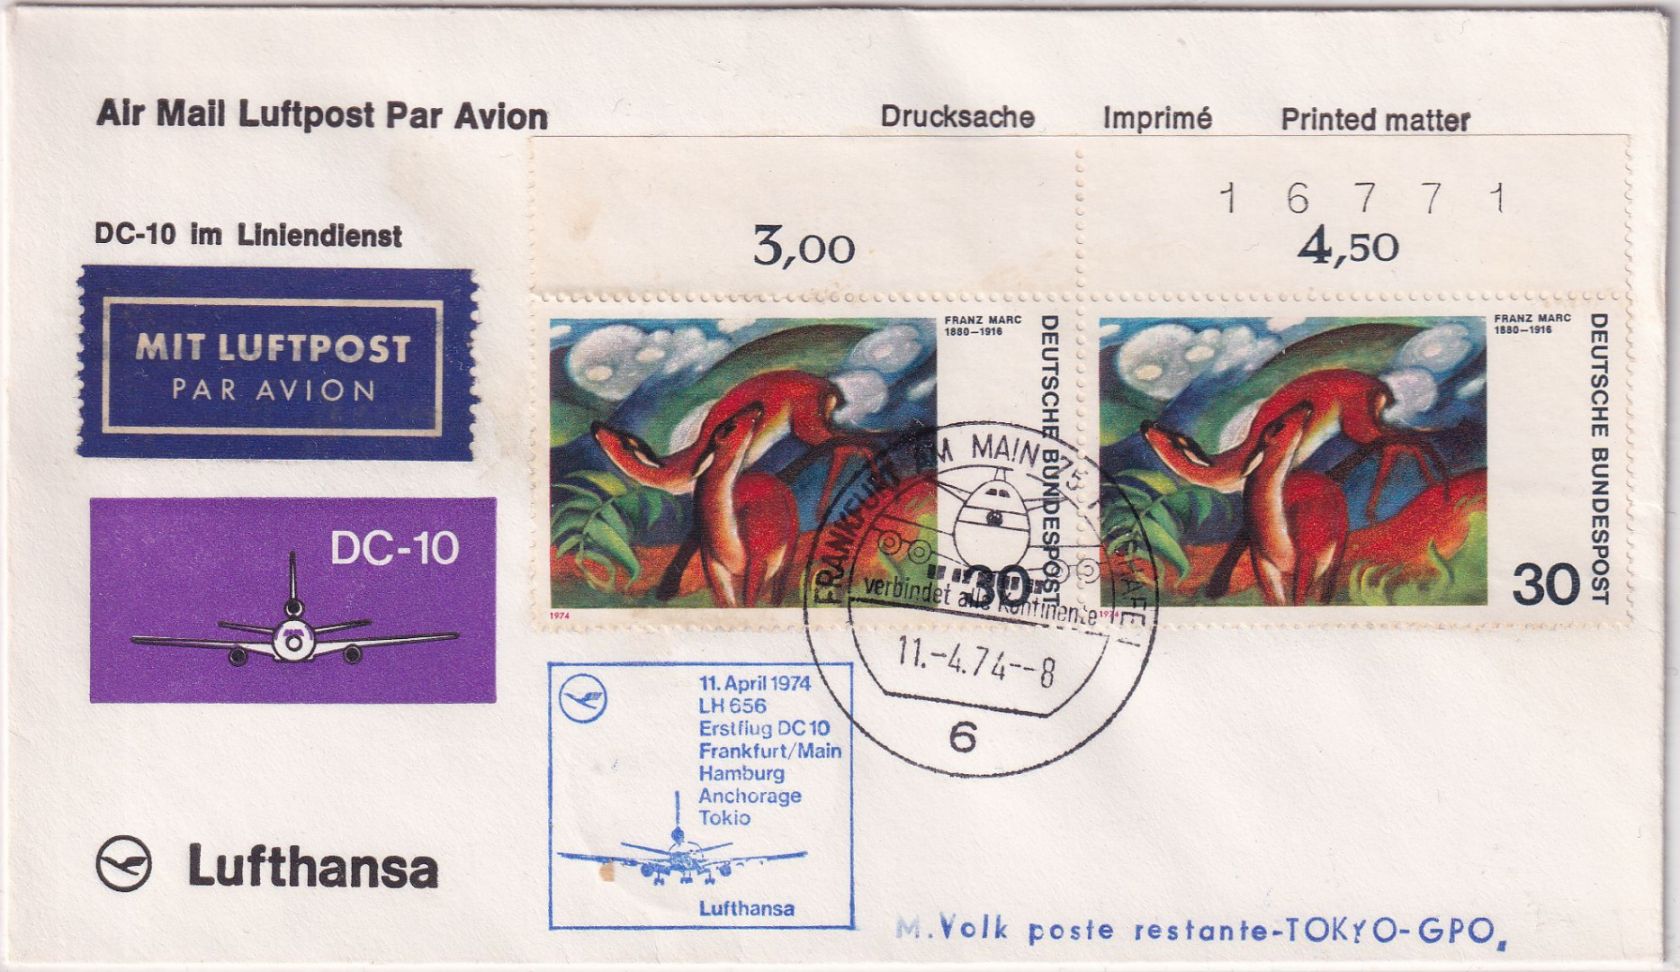 Air Mail Luftpost Par Avion
Drucksache Imprimé Printed matter
DC-10 im Liniendienst
MIT LUFTPOST
PAR AVION
DC-10
Lufthansa
3,00
1 6 7 7 1
4,50
FRANZ MARC
1880–1916
DEUTSCHE BUNDESPOST
30
1974
FRANZ MARC
1880–1916
DEUTSCHE BUNDESPOST
30
1974
FRANKFURT AM MAIN 75
verbindet alle Kontinente
11.-4.74--8
6
11. April 1974
LH 656
Erstflug DC 10
Frankfurt/Main
Hamburg
Anchorage
Tokio
Lufthansa
M. Volk poste restante-TOKYO-GPO,